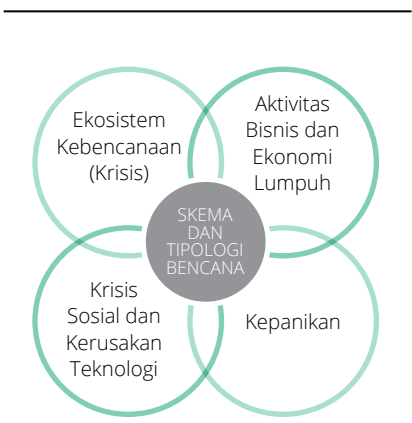 Ekosistem
Kebencanaan
(Krisis)
Aktivitas
Bisnis dan
Ekonomi
Lumpuh
SKEMA
DAN
TIPOLOGI
BENCANA
Krisis
Sosial dan
Kerusakan
Teknologi
Kepanikan